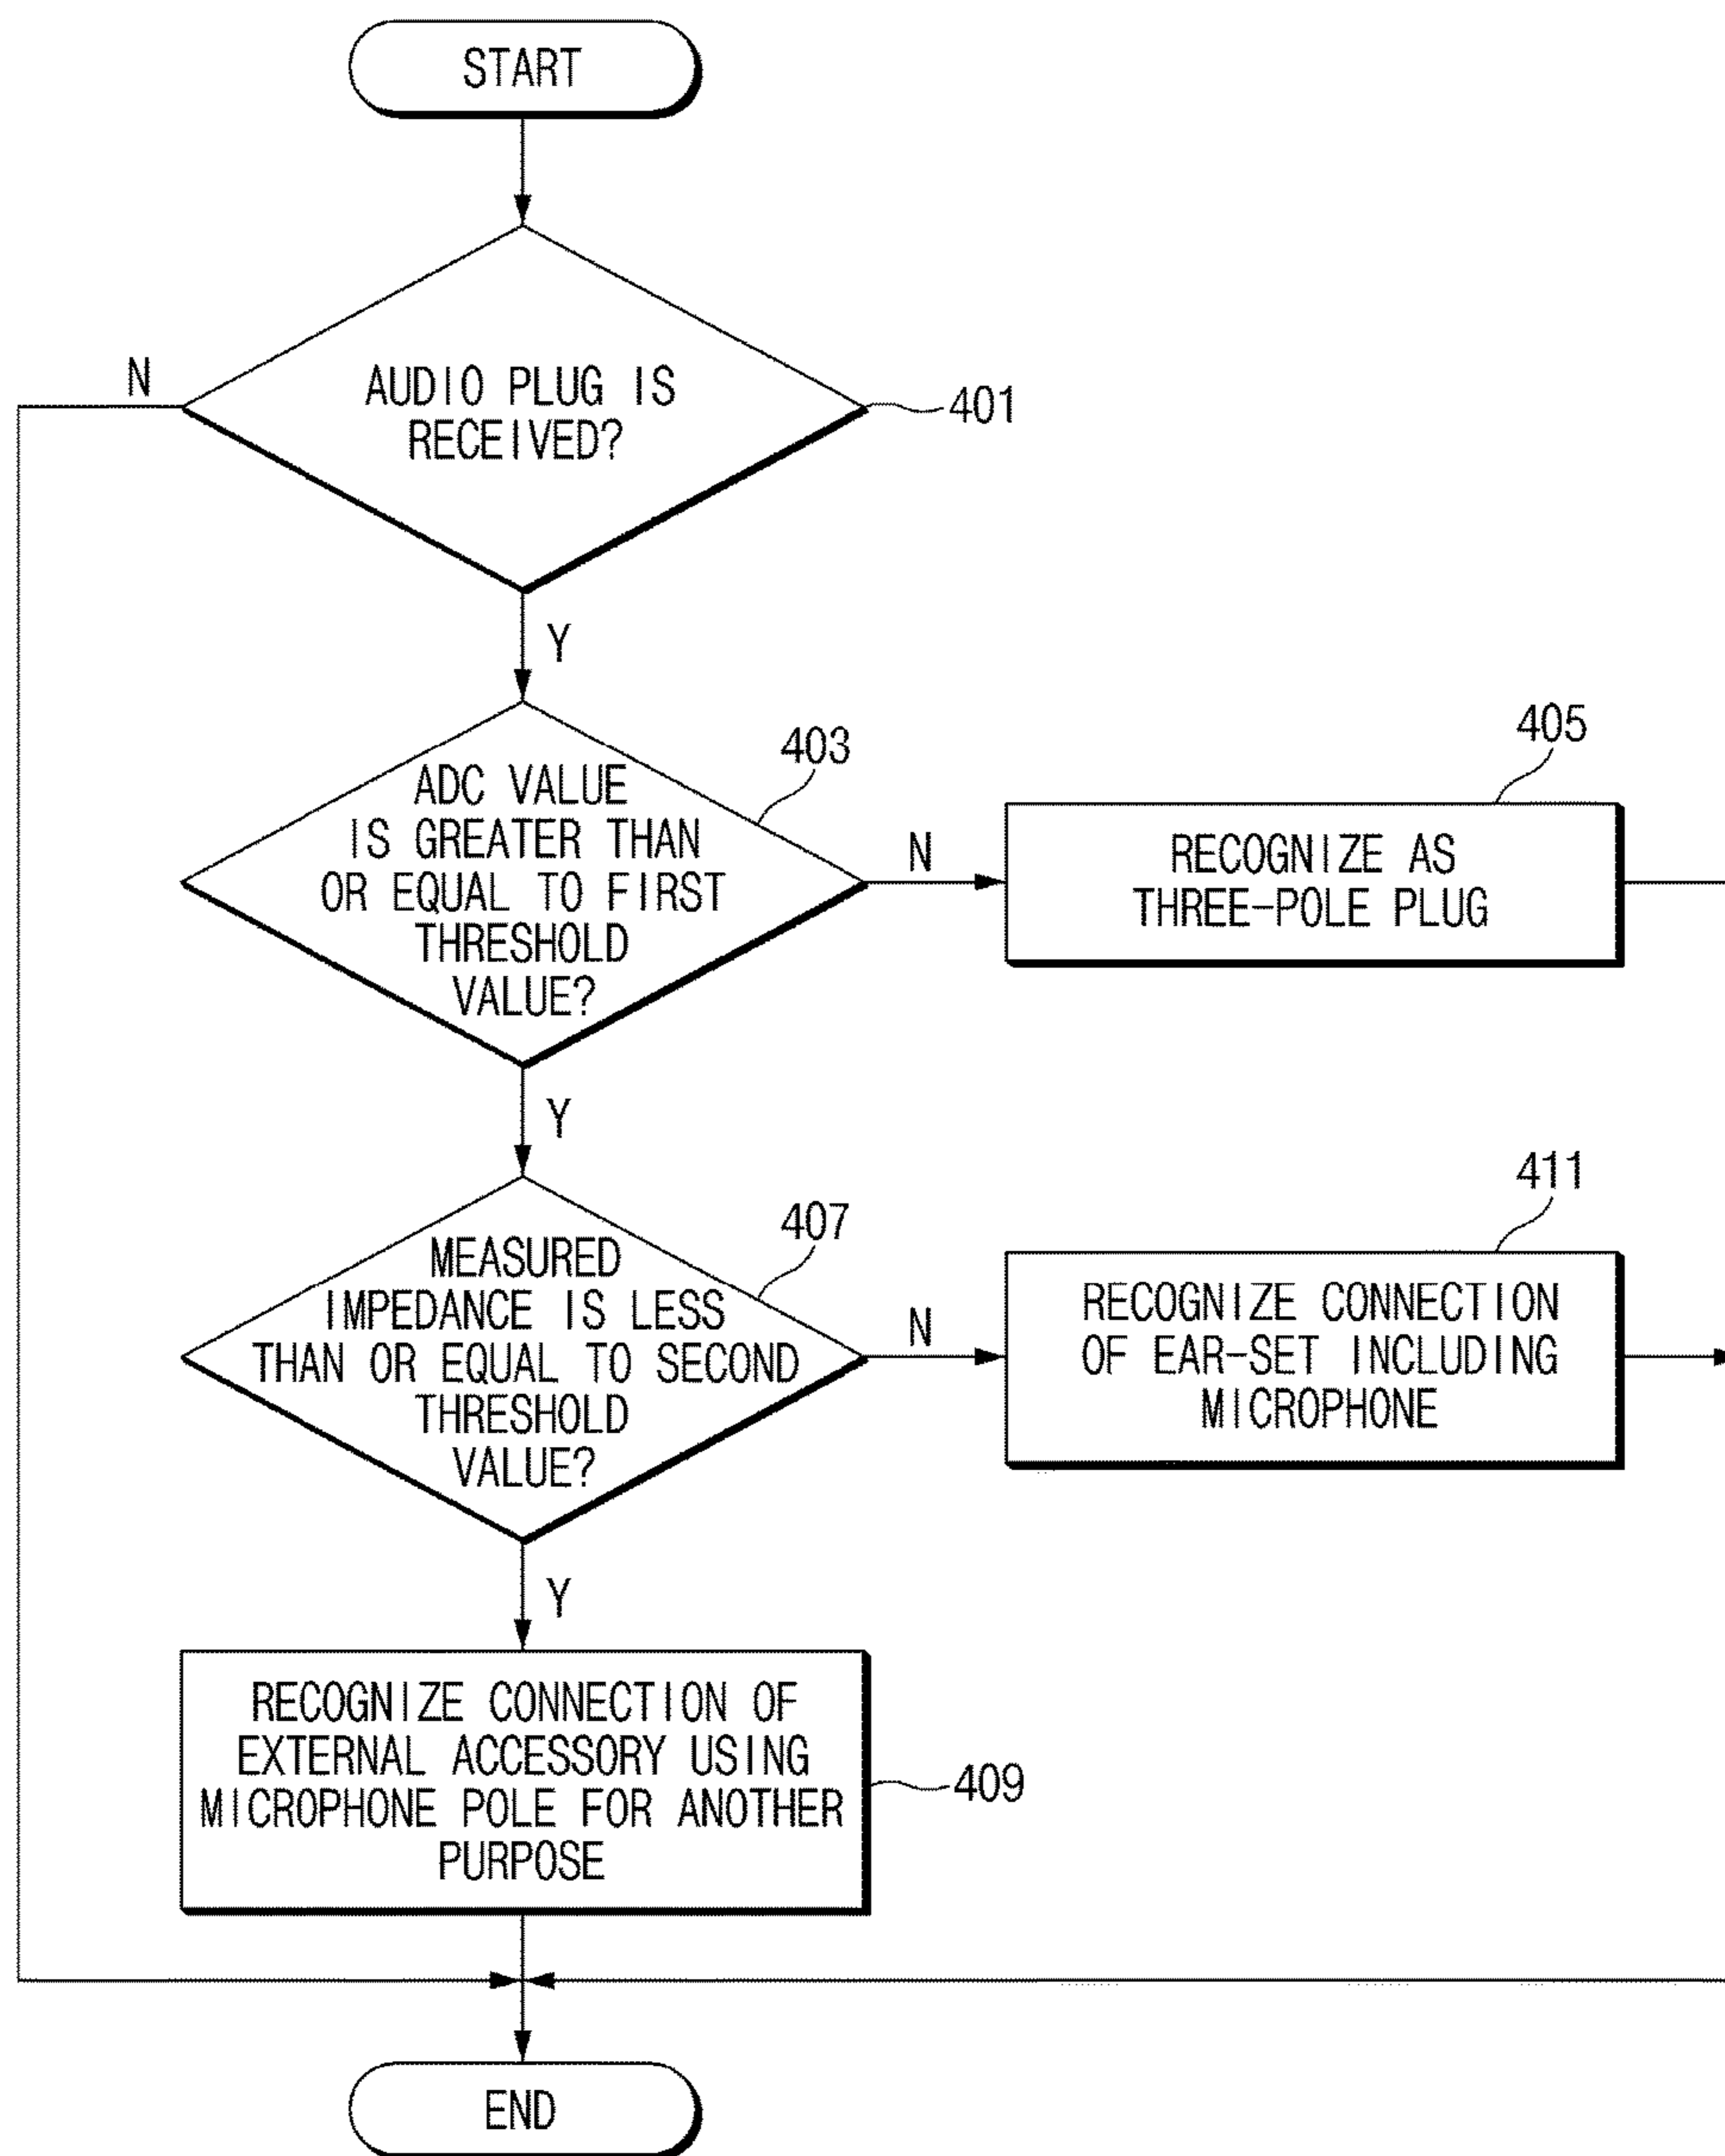 START
N
AUDIO PLUG IS
RECEIVED?
401
Y
403
ADC VALUE
IS GREATER THAN
OR EQUAL TO FIRST
THRESHOLD
VALUE?
N
405
RECOGNIZE AS
THREE-POLE PLUG
Y
407
MEASURED
IMPEDANCE IS LESS
THAN OR EQUAL TO SECOND
THRESHOLD
VALUE?
N
411
RECOGNIZE CONNECTION
OF EAR-SET INCLUDING
MICROPHONE
Y
RECOGNIZE CONNECTION OF
EXTERNAL ACCESSORY USING
MICROPHONE POLE FOR ANOTHER
PURPOSE
409
END